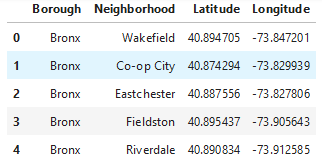 Borough Neighborhood Latitude Longitude
0 Bronx Wakefield 40.894705 -73.847201
1 Bronx Co-op City 40.874294 -73.829939
2 Bronx Eastchester 40.887556 -73.827806
3 Bronx Fieldston 40.895437 -73.905643
4 Bronx Riverdale 40.890834 -73.912585